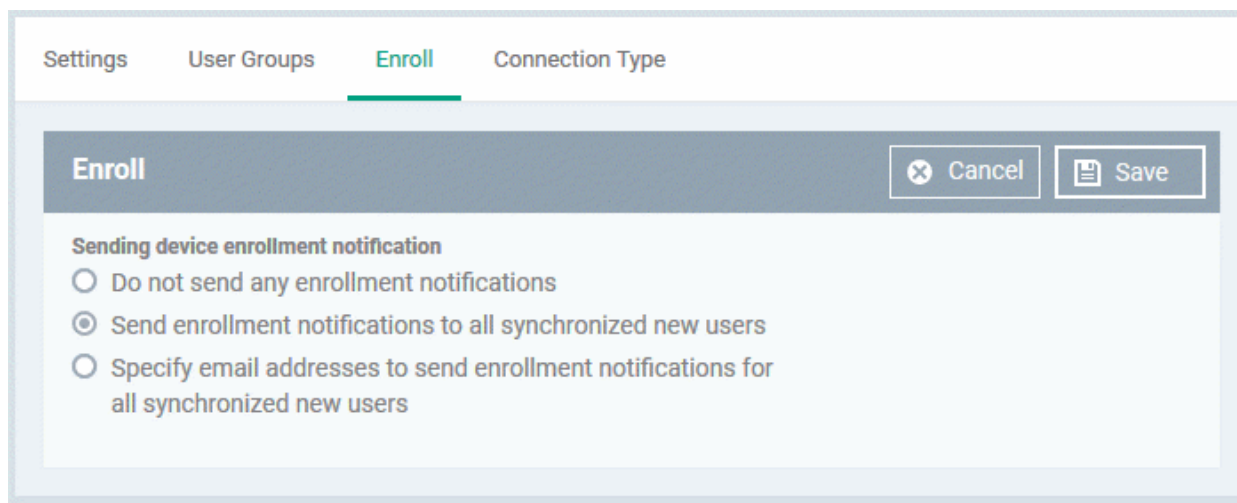 Settings User Groups Enroll Connection Type
Enroll Cancel Save
Sending device enrollment notification
Do not send any enrollment notifications
Send enrollment notifications to all synchronized new users
Specify email addresses to send enrollment notifications for
all synchronized new users